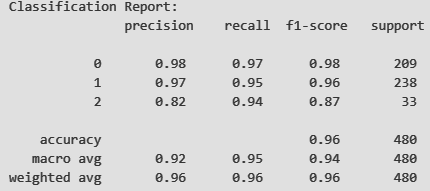 Classification Report:
precision recall f1-score support
0 0.98 0.97 0.98 209
1 0.97 0.95 0.96 238
2 0.82 0.94 0.87 33
accuracy 0.96 480
macro avg 0.92 0.95 0.94 480
weighted avg 0.96 0.96 0.96 480